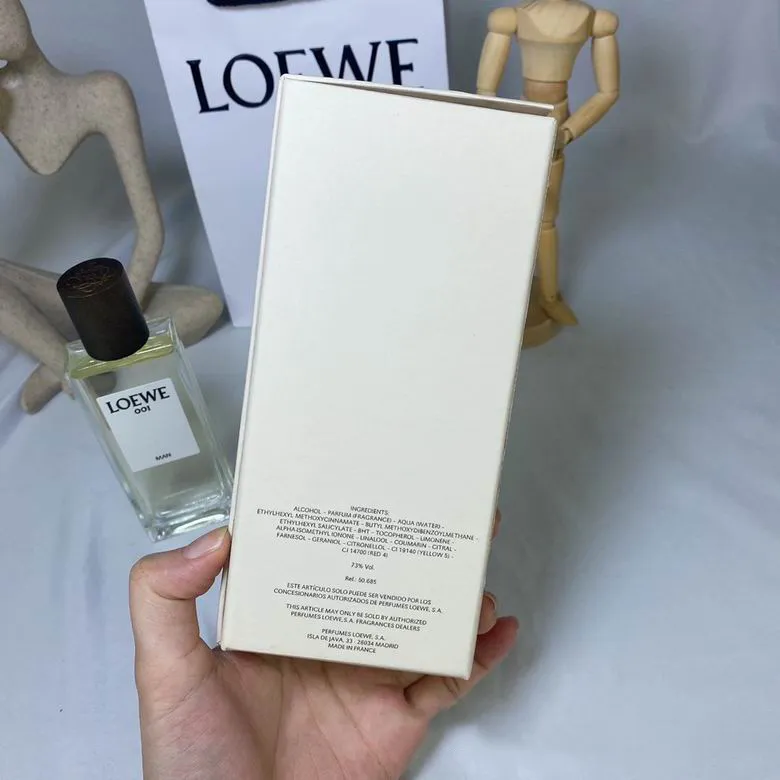 LOEWE
LOEWE
001
MAN
INGREDIENTS:
ALCOHOL - PARFUM (FRAGRANCE) - AQUA (WATER) -
ETHYLHEXYL METHOXYCINNAMATE - BUTYL METHOXYDIBENZOYLMETHANE -
ETHYLHEXYL SALICYLATE - BHT - TOCOPHEROL - LIMONENE -
ALPHA ISOMETHYL IONONE - LINALOOL - COUMARIN - CITRAL -
FARNESOL - GERANIOL - CITRONELLOL - CI 19140 (YELLOW 5) -
CI 14700 (RED 4)
73% Vol.
Ref.: 50.685
ESTE ARTÍCULO SOLO PUEDE SER VENDIDO POR LOS
CONCESIONARIOS AUTORIZADOS DE PERFUMES LOEWE, S.A.
THIS ARTICLE MAY ONLY BE SOLD BY AUTHORIZED
PERFUMES LOEWE, S.A. FRAGRANCES DEALERS
PERFUMES LOEWE, S.A.
ISLA DE JAVA, 33 - 28034 MADRID
MADE IN FRANCE